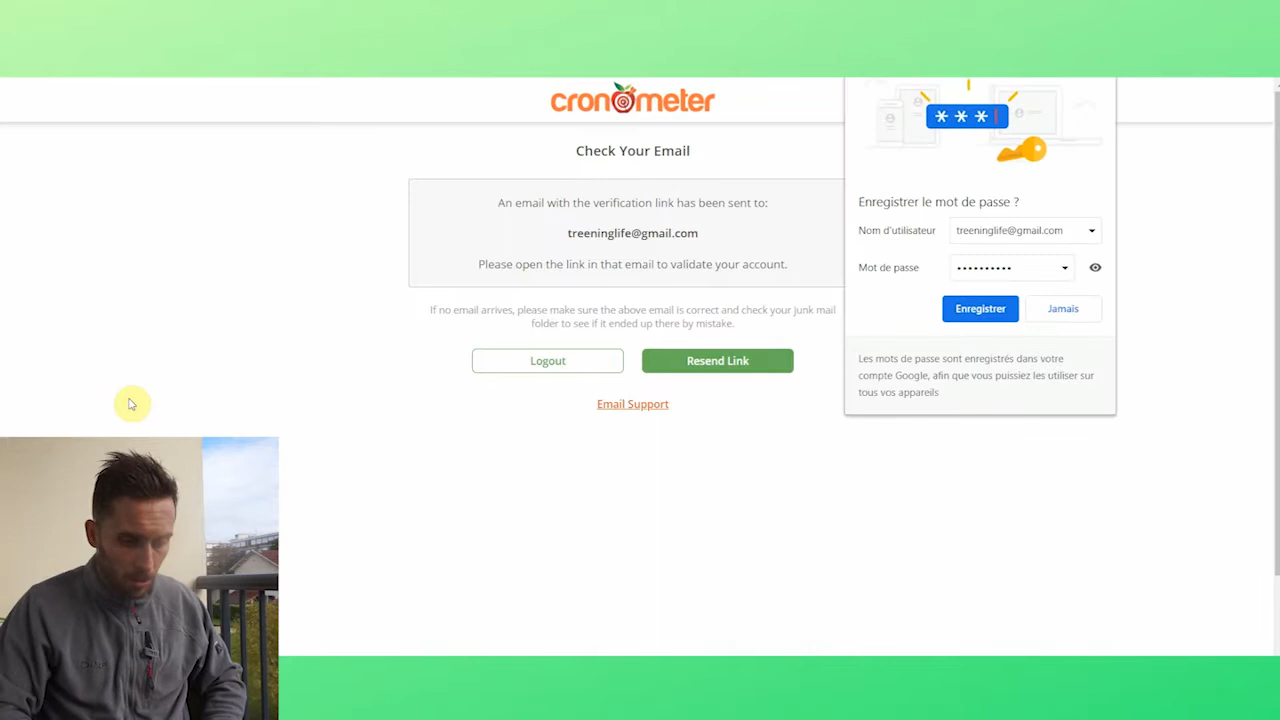 cronometer
Check Your Email
An email with the verification link has been sent to:
treeninglife@gmail.com
Please open the link in that email to validate your account.
If no email arrives, please make sure the above email is correct and check your junk mail
folder to see if it ended up there by mistake.
Logout
Resend Link
Email Support
***
Enregistrer le mot de passe ?
Nom d'utilisateur
treeninglife@gmail.com
Mot de passe
••••••••••
Enregistrer
Jamais
Les mots de passe sont enregistrés dans votre
compte Google, afin que vous puissiez les utiliser sur
tous vos appareils